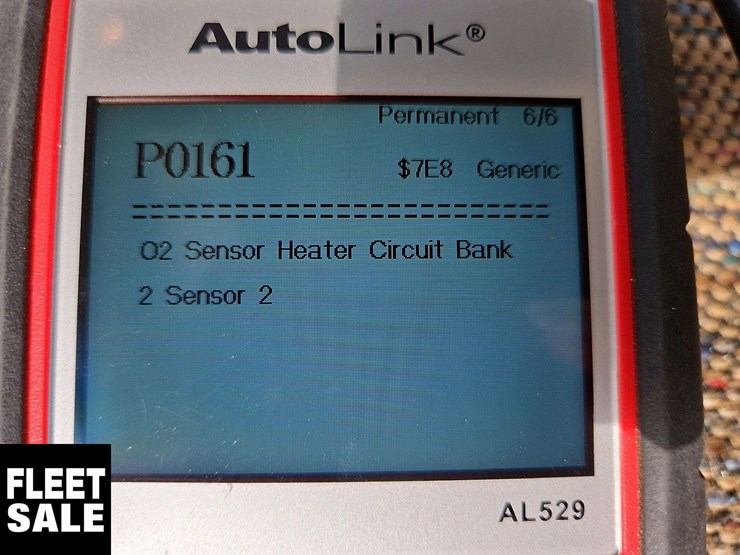 AutoLink®
Permanent 6/6
P0161
$7E8 Generic
==============================
O2 Sensor Heater Circuit Bank
2 Sensor 2
FLEET
SALE
AL529